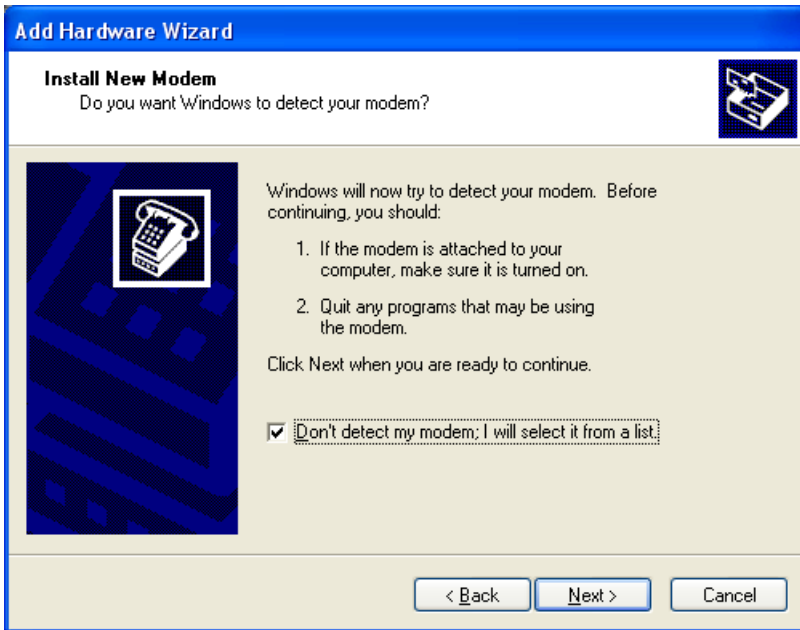 Add Hardware Wizard
Install New Modem
Do you want Windows to detect your modem?
Windows will now try to detect your modem.  Before
continuing, you should:
1. If the modem is attached to your
computer, make sure it is turned on.
2. Quit any programs that may be using
the modem.
Click Next when you are ready to continue.
Don't detect my modem; I will select it from a list.
< Back
Next >
Cancel